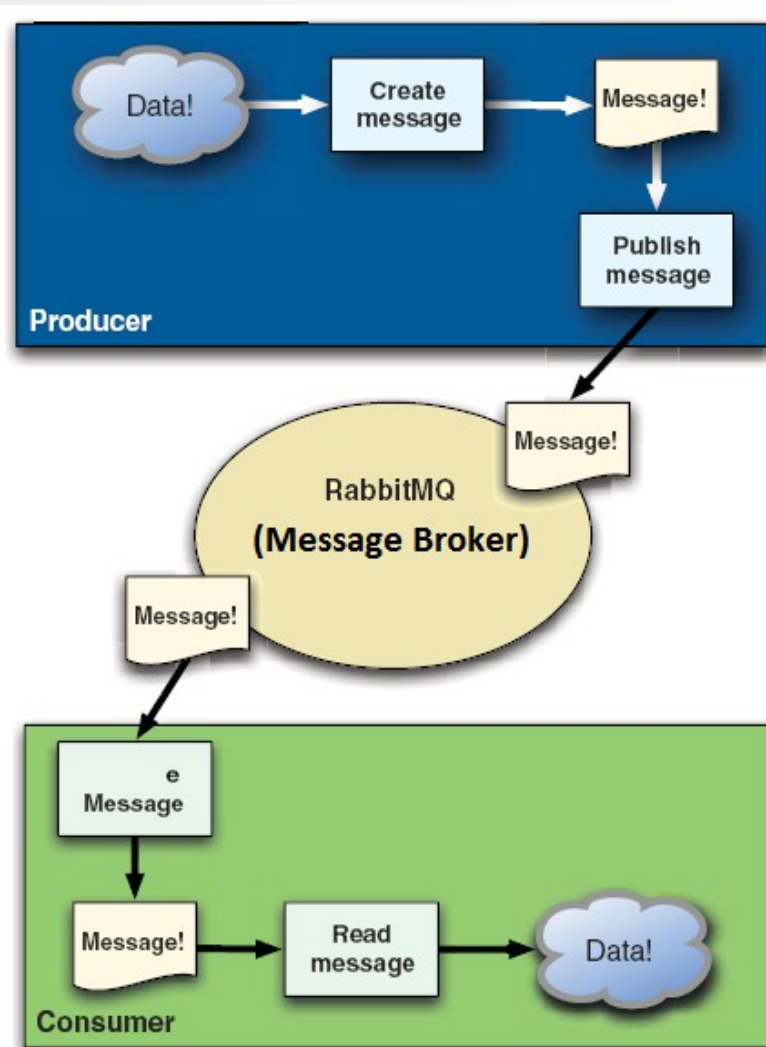 Data!
Create
message
Message!
Publish
message
Producer
Message!
RabbitMQ
(Message Broker)
Message!
e
Message
Message!
Read
message
Data!
Consumer